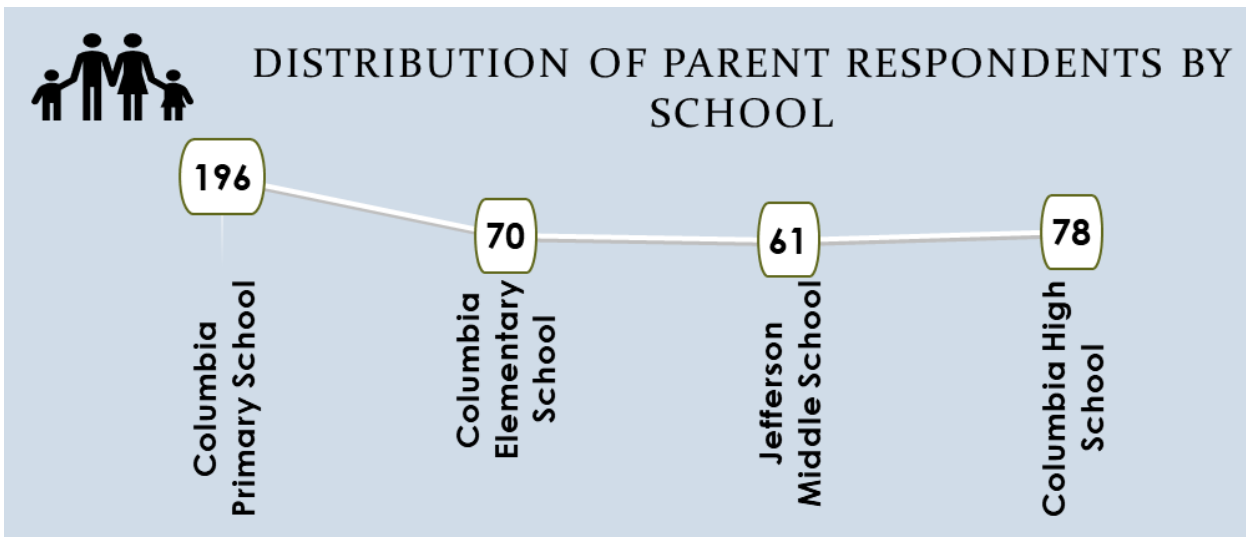 DISTRIBUTION OF PARENT RESPONDENTS BY
SCHOOL
196
70
61
78
Columbia
Primary School
Columbia
Elementary
School
Jefferson
Middle School
Columbia High
School